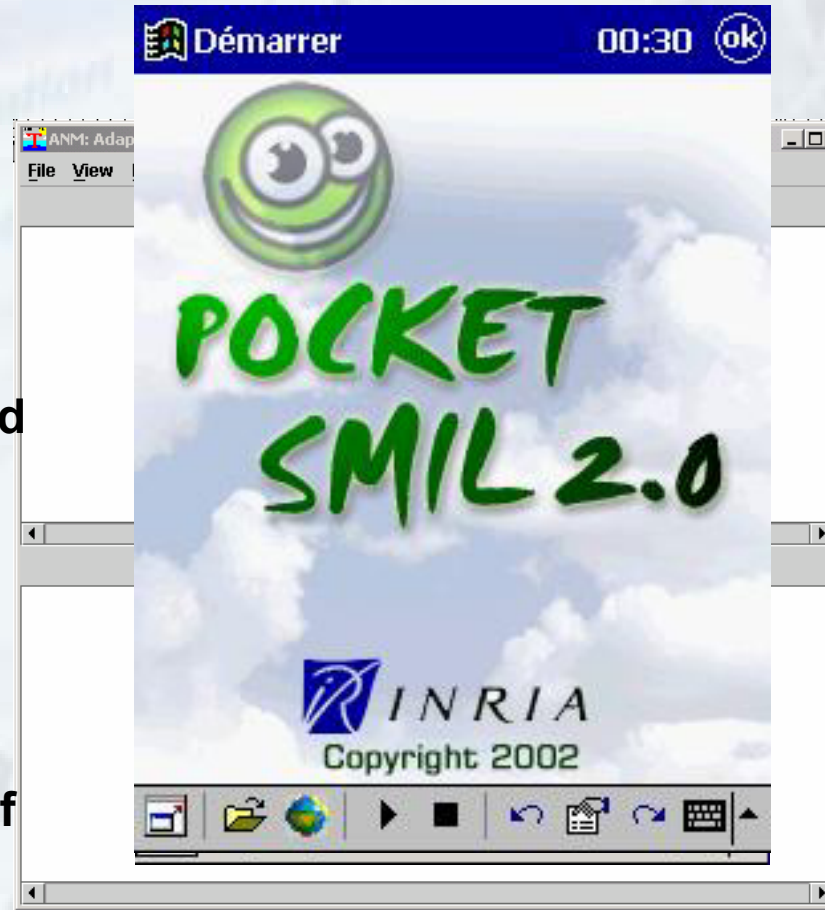 Démarrer 00:30 ok
ANM: Adap
File View
POCKET
SMIL 2.0
d
INRIA
Copyright 2002
f